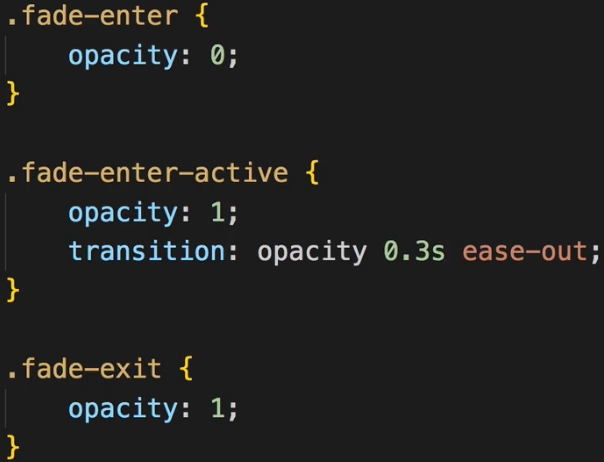 .fade-enter {
    opacity: 0;
}
.fade-enter-active {
    opacity: 1;
    transition: opacity 0.3s ease-out;
}
.fade-exit {
    opacity: 1;
}